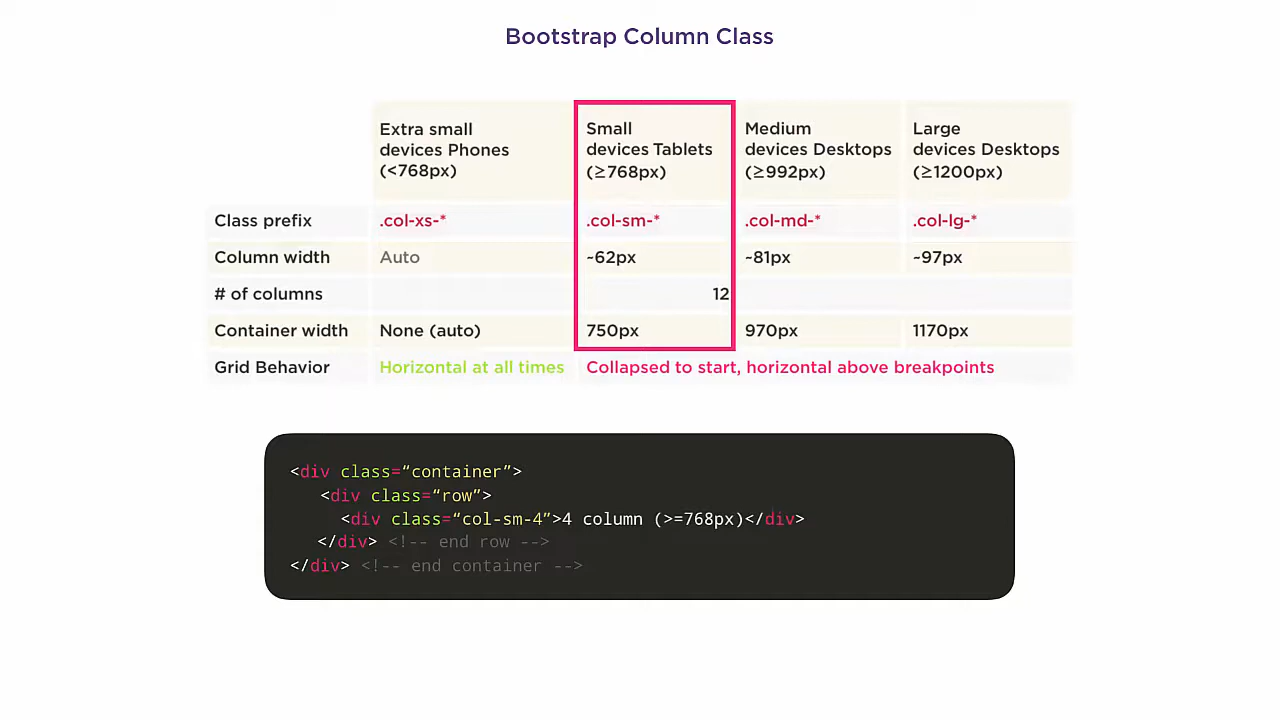 Bootstrap Column Class
Extra small
devices Phones
(<768px)
Small
devices Tablets
(≥768px)
Medium
devices Desktops
(≥992px)
Large
devices Desktops
(≥1200px)
Class prefix .col-xs-* .col-sm-* .col-md-* .col-lg-*
Column width Auto ~62px ~81px ~97px
# of columns 12
Container width None (auto) 750px 970px 1170px
Grid Behavior Horizontal at all times Collapsed to start, horizontal above breakpoints
<div class=“container”>
<div class=“row”>
<div class=“col-sm-4”>4 column (>=768px)</div>
</div> <!-- end row -->
</div> <!-- end container -->